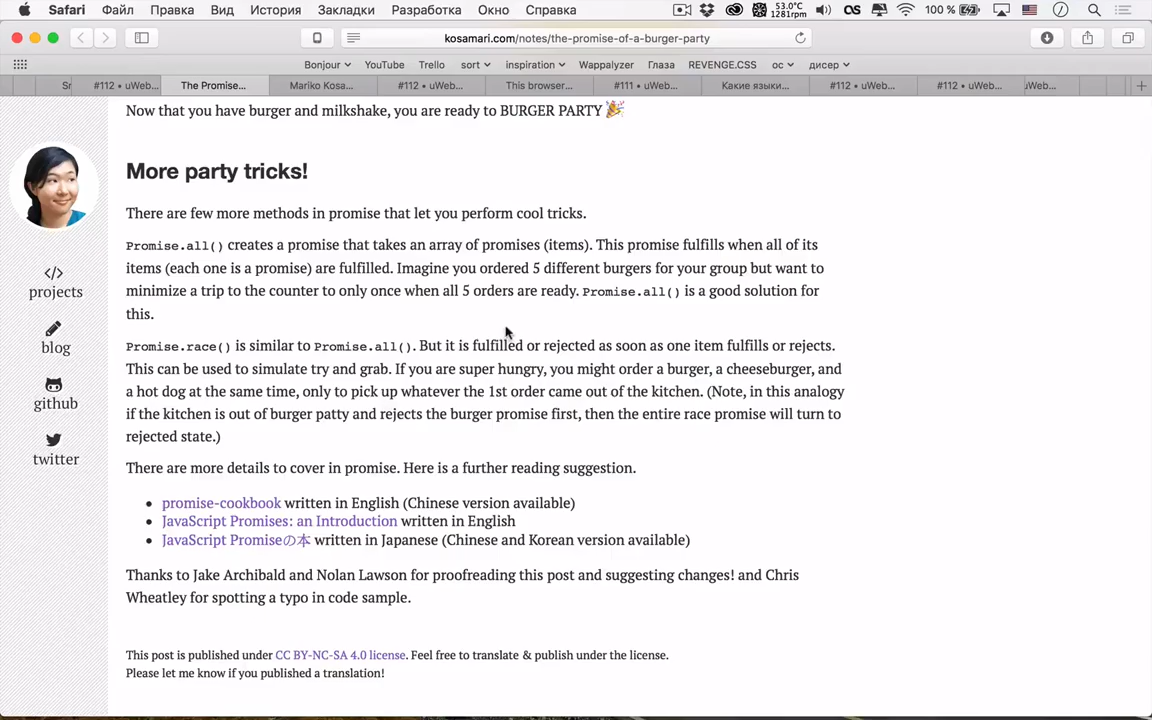 Safari Файл Правка Вид История Закладки Разработка Окно Справка 53.0°C 1281rpm 100 %
kosamari.com/notes/the-promise-of-a-burger-party
Bonjour YouTube Trello sort inspiration Wappalyzer Глаза REVENGE.CSS ос дисер
Sr #112 • uWeb... The Promise... Mariko Kosa... #112 • uWeb... This browser... #111 • uWeb... Какие языки... #112 • uWeb... #112 • uWeb... uWeb...
Now that you have burger and milkshake, you are ready to BURGER PARTY 🎉
More party tricks!
There are few more methods in promise that let you perform cool tricks.
Promise.all() creates a promise that takes an array of promises (items). This promise fulfills when all of its
items (each one is a promise) are fulfilled. Imagine you ordered 5 different burgers for your group but want to
minimize a trip to the counter to only once when all 5 orders are ready. Promise.all() is a good solution for
this.
Promise.race() is similar to Promise.all(). But it is fulfilled or rejected as soon as one item fulfills or rejects.
This can be used to simulate try and grab. If you are super hungry, you might order a burger, a cheeseburger, and
a hot dog at the same time, only to pick up whatever the 1st order came out of the kitchen. (Note, in this analogy
if the kitchen is out of burger patty and rejects the burger promise first, then the entire race promise will turn to
rejected state.)
There are more details to cover in promise. Here is a further reading suggestion.
• promise-cookbook written in English (Chinese version available)
• JavaScript Promises: an Introduction written in English
• JavaScript Promiseの本 written in Japanese (Chinese and Korean version available)
Thanks to Jake Archibald and Nolan Lawson for proofreading this post and suggesting changes! and Chris
Wheatley for spotting a typo in code sample.
This post is published under CC BY-NC-SA 4.0 license. Feel free to translate & publish under the license.
Please let me know if you published a translation!
projects
blog
github
twitter